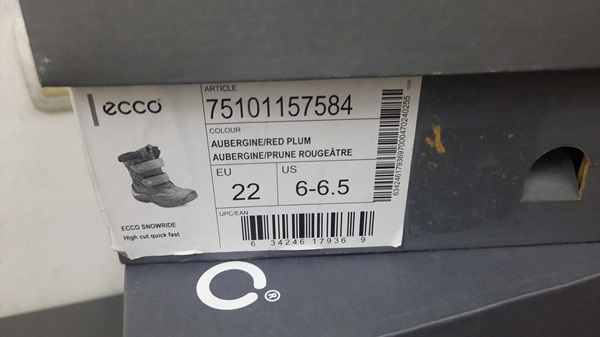 ecco
ARTICLE
75101157584
COLOUR
AUBERGINE/RED PLUM
AUBERGINE/PRUNE ROUGEÂTRE
EU
US
22
6-6.5
ECCO SNOWRIDE
High cut quick fast
UPC/EAN
6 34246 17936 9
®